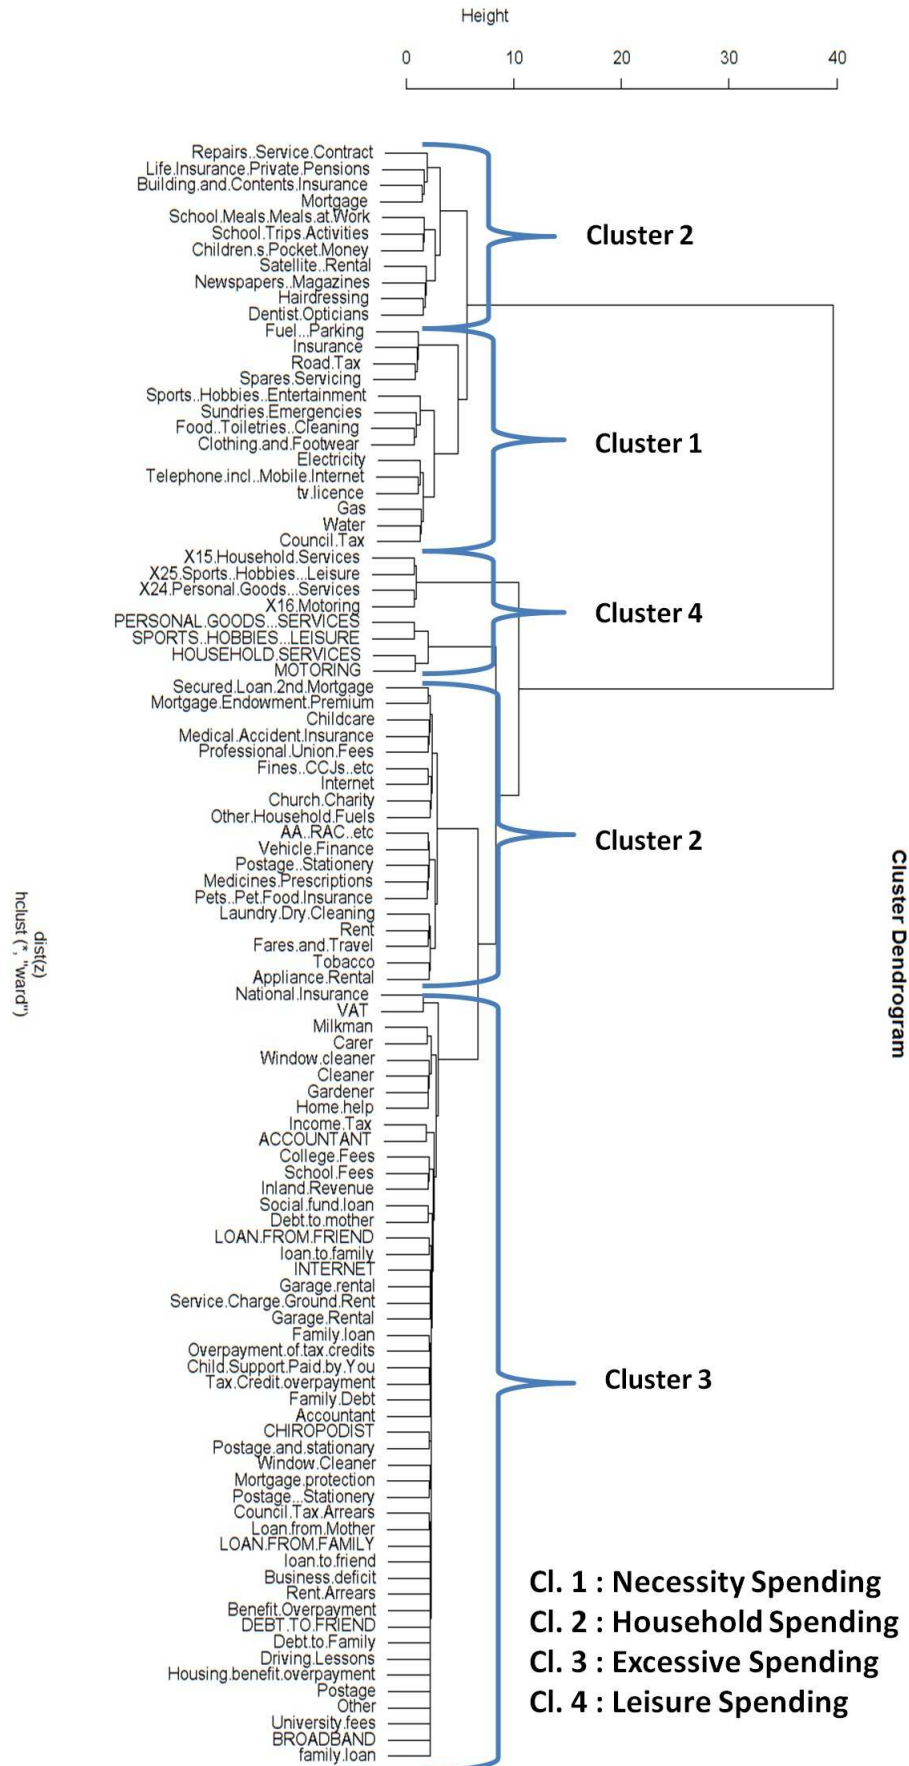 Height
0 10 20 30 40
Repairs..Service.Contract
Life.Insurance.Private.Pensions
Building.and.Contents.Insurance
Mortgage
School.Meals.Meals.at.Work
School.Trips.Activities
Children.s.Pocket.Money
Satellite..Rental
Newspapers..Magazines
Hairdressing
Dentist.Opticians
Cluster 2
Fuel...Parking
Insurance
Road.Tax
Spares.Servicing
Sports..Hobbies..Entertainment
Sundries.Emergencies
Food..Toiletries..Cleaning
Clothing.and.Footwear
Electricity
Telephone.incl..Mobile.Internet
tv.licence
Gas
Water
Council.Tax
Cluster 1
X15.Household.Services
X25.Sports..Hobbies...Leisure
X24.Personal.Goods...Services
X16.Motoring
PERSONAL.GOODS...SERVICES
SPORTS..HOBBIES...LEISURE
HOUSEHOLD.SERVICES
MOTORING
Cluster 4
Secured.Loan.2nd.Mortgage
Mortgage.Endowment.Premium
Childcare
Medical.Accident.Insurance
Professional.Union.Fees
Fines..CCJs..etc
Internet
Church.Charity
Other.Household.Fuels
AA..RAC..etc
Vehicle.Finance
Postage..Stationery
Medicines.Prescriptions
Pets..Pet.Food.Insurance
Laundry.Dry.Cleaning
Rent
Fares.and.Travel
Tobacco
Appliance.Rental
Cluster 2
National.Insurance
VAT
Milkman
Carer
Window.cleaner
Cleaner
Gardener
Home.help
Income.Tax
ACCOUNTANT
College.Fees
School.Fees
Inland.Revenue
Social.fund.loan
Debt.to.mother
LOAN.FROM.FRIEND
loan.to.family
INTERNET
Garage.rental
Service.Charge.Ground.Rent
Garage.Rental
Family.loan
Overpayment.of.tax.credits
Child.Support.Paid.by.You
Tax.Credit.overpayment
Family.Debt
Accountant
CHIROPODIST
Postage.and.stationary
Window.Cleaner
Mortgage.protection
Postage...Stationery
Council.Tax.Arrears
Loan.from.Mother
LOAN.FROM.FAMILY
loan.to.friend
Business.deficit
Rent.Arrears
Benefit.Overpayment
DEBT.TO.FRIEND
Debt.to.Family
Driving.Lessons
Housing.benefit.overpayment
Postage
Other
University.fees
BROADBAND
family.loan
Cluster 3
Cl. 1 : Necessity Spending
Cl. 2 : Household Spending
Cl. 3 : Excessive Spending
Cl. 4 : Leisure Spending
Cluster Dendrogram
dist(z)
hclust (*, "ward")